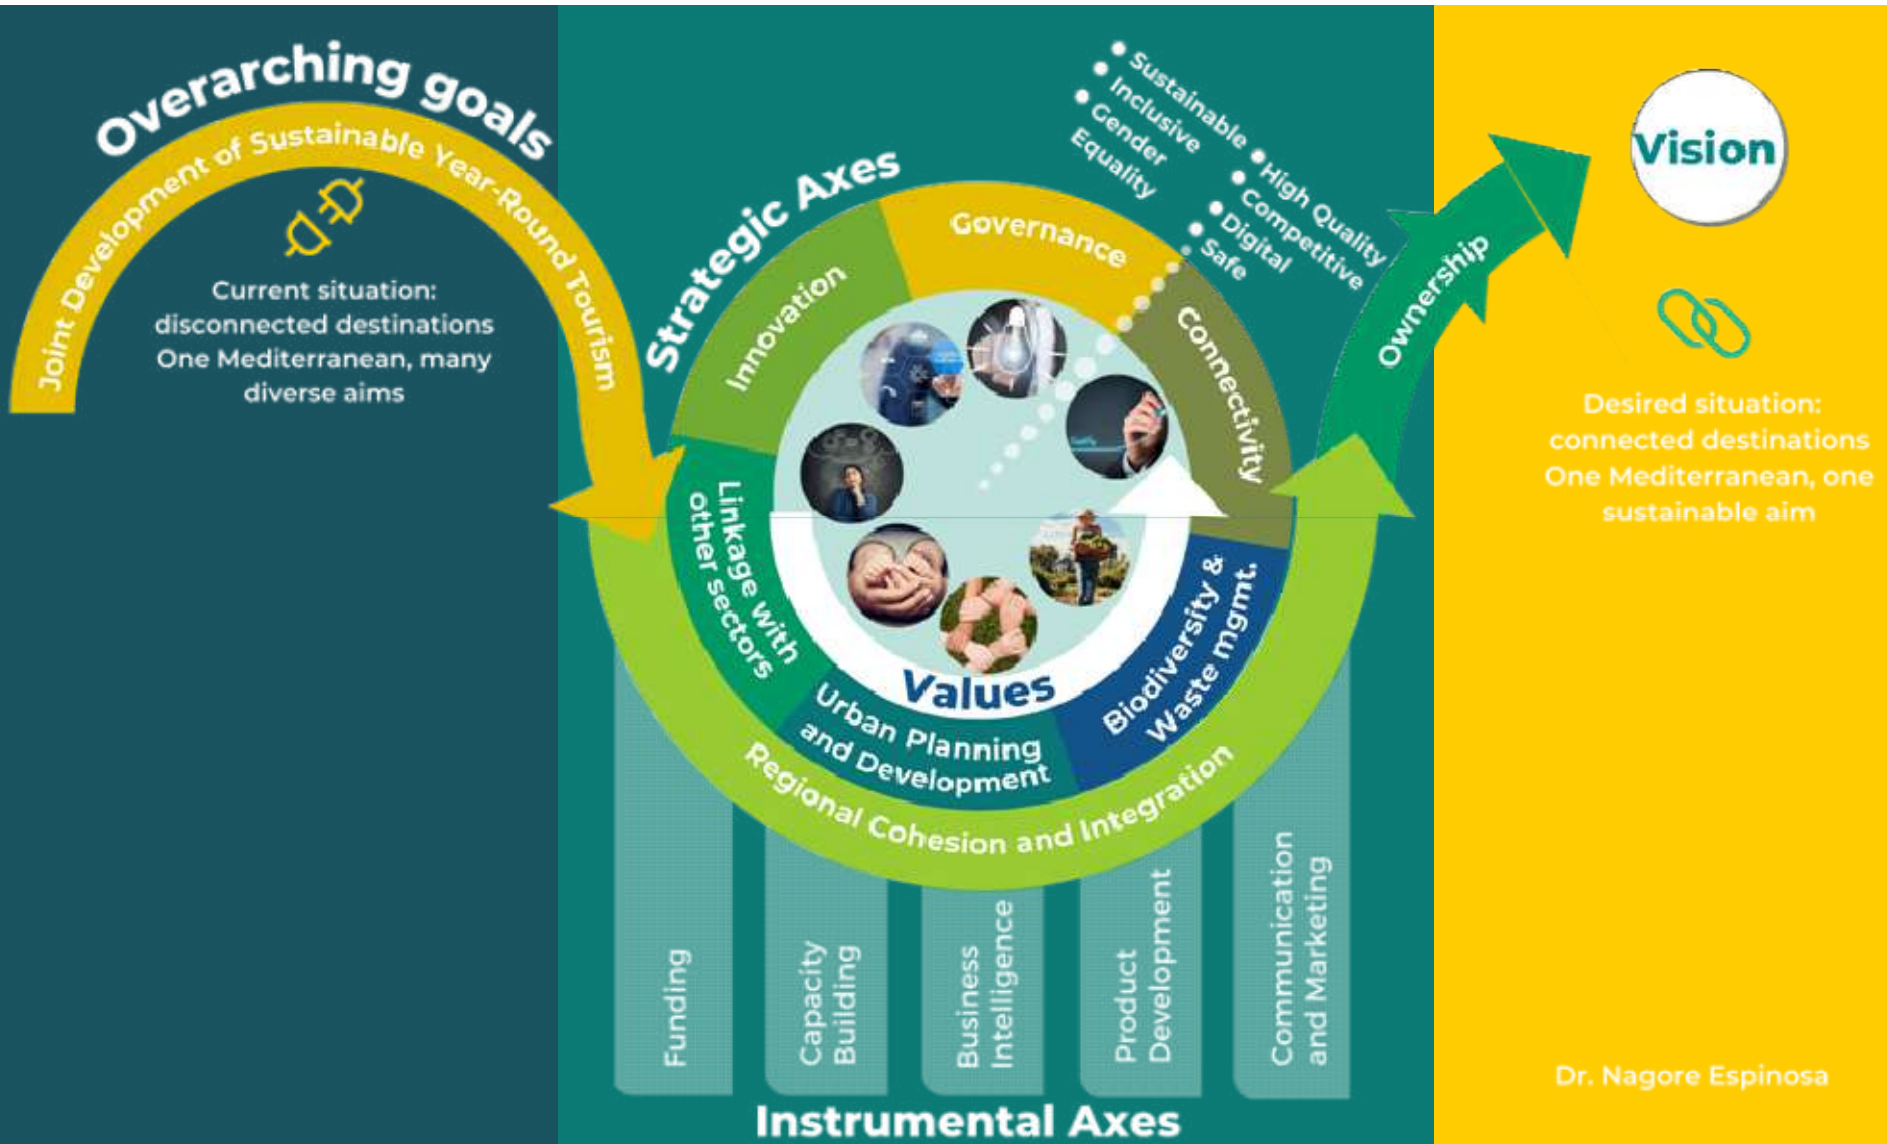 Overarching goals
Joint Development of Sustainable Year-Round Tourism
Current situation:
disconnected destinations
One Mediterranean, many
diverse aims
Strategic Axes
Innovation
Governance
Connectivity
Linkage with
other sectors
Urban Planning
and Development
Biodiversity &
Waste mgmt.
Values
Regional Cohesion and Integration
Sustainable
Inclusive
Gender
Equality
High Quality
Competitive
Digital
Safe
Ownership
Funding
Capacity
Building
Business
Intelligence
Product
Development
Communication
and Marketing
Instrumental Axes
Vision
Desired situation:
connected destinations
One Mediterranean, one
sustainable aim
Dr. Nagore Espinosa